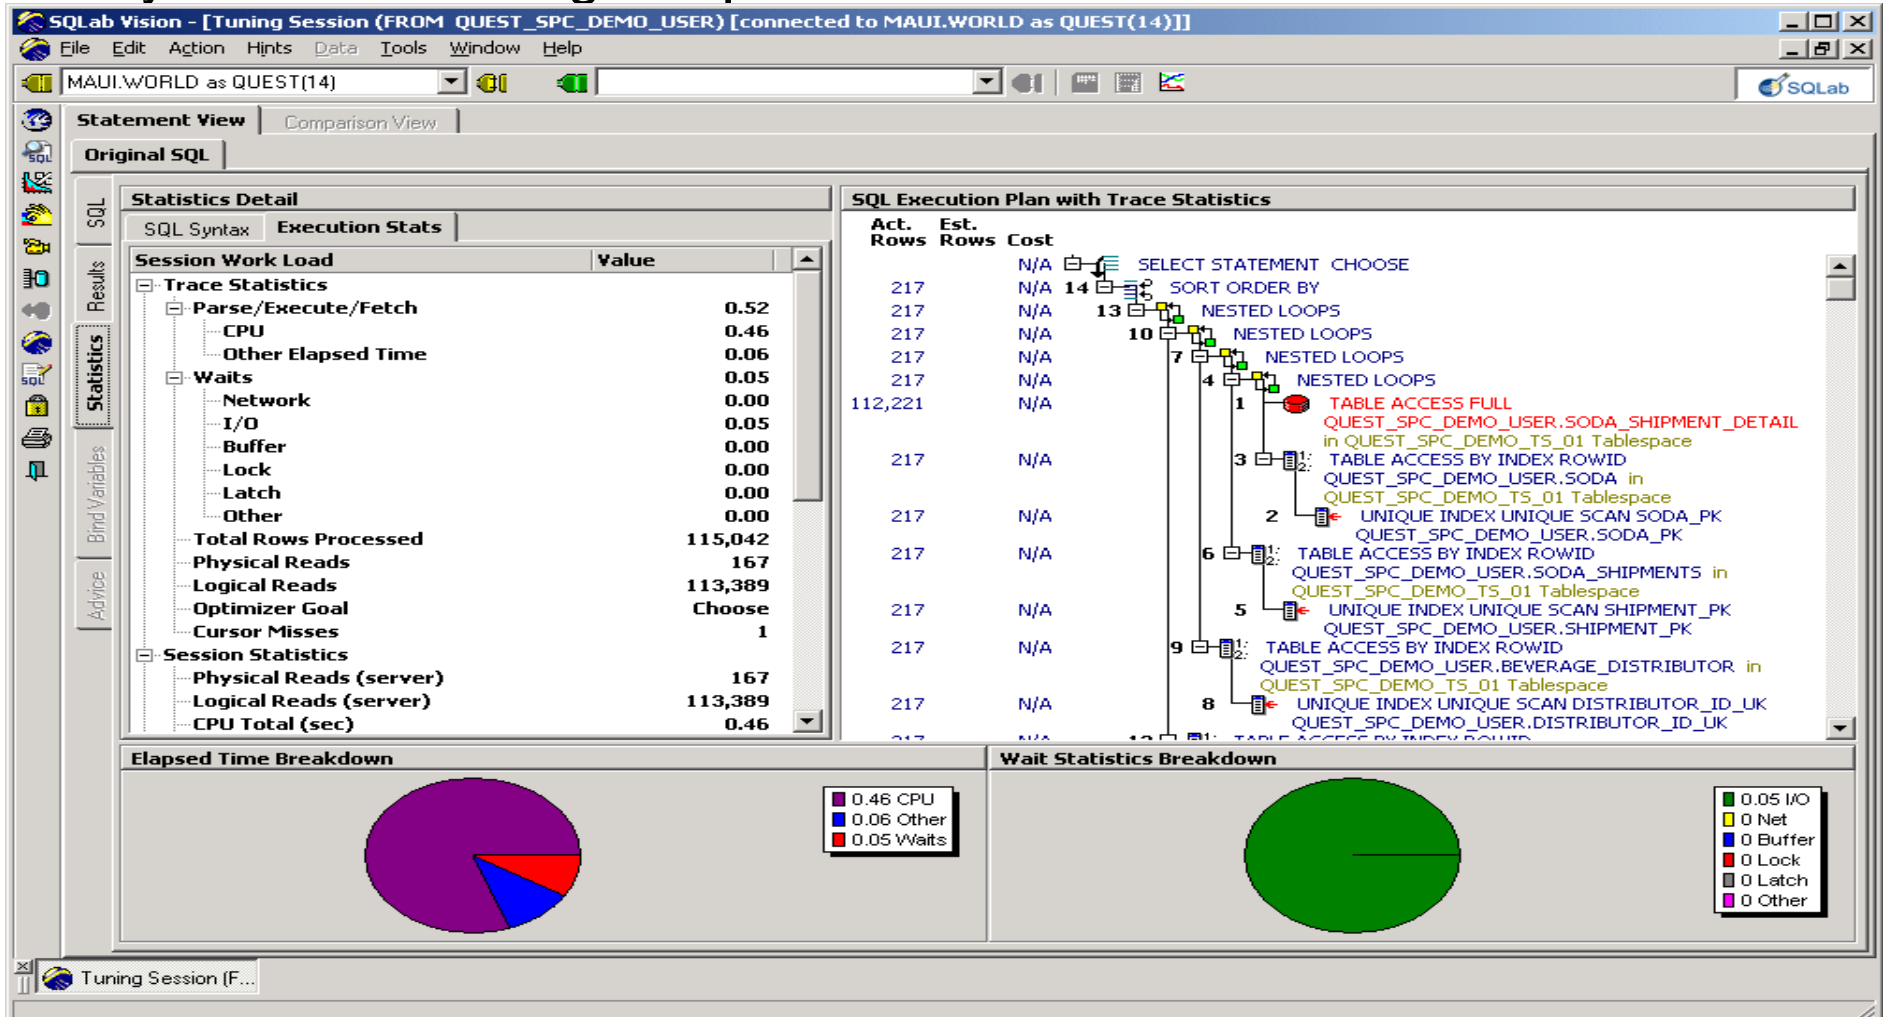 SQLab Vision - [Tuning Session (FROM QUEST_SPC_DEMO_USER) [connected to MAUI.WORLD as QUEST(14)]]
File Edit Action Hints Data Tools Window Help
MAUI.WORLD as QUEST(14)
SQLab
Statement View Comparison View
Original SQL
SQL
Results
Statistics
Bind Variables
Advice
Statistics Detail
SQL Syntax Execution Stats
Session Work Load Value
Trace Statistics
Parse/Execute/Fetch 0.52
CPU 0.46
Other Elapsed Time 0.06
Waits 0.05
Network 0.00
I/O 0.05
Buffer 0.00
Lock 0.00
Latch 0.00
Other 0.00
Total Rows Processed 115,042
Physical Reads 167
Logical Reads 113,389
Optimizer Goal Choose
Cursor Misses 1
Session Statistics
Physical Reads (server) 167
Logical Reads (server) 113,389
CPU Total (sec) 0.46
SQL Execution Plan with Trace Statistics
Act. Est.
Rows Rows Cost
N/A SELECT STATEMENT CHOOSE
217 N/A 14 SORT ORDER BY
217 N/A 13 NESTED LOOPS
217 N/A 10 NESTED LOOPS
217 N/A 7 NESTED LOOPS
217 N/A 4 NESTED LOOPS
112,221 N/A 1 TABLE ACCESS FULL
QUEST_SPC_DEMO_USER.SODA_SHIPMENT_DETAIL
in QUEST_SPC_DEMO_TS_01 Tablespace
217 N/A 3 TABLE ACCESS BY INDEX ROWID
QUEST_SPC_DEMO_USER.SODA in
QUEST_SPC_DEMO_TS_01 Tablespace
217 N/A 2 UNIQUE INDEX UNIQUE SCAN SODA_PK
QUEST_SPC_DEMO_USER.SODA_PK
217 N/A 6 TABLE ACCESS BY INDEX ROWID
QUEST_SPC_DEMO_USER.SODA_SHIPMENTS in
QUEST_SPC_DEMO_TS_01 Tablespace
217 N/A 5 UNIQUE INDEX UNIQUE SCAN SHIPMENT_PK
QUEST_SPC_DEMO_USER.SHIPMENT_PK
217 N/A 9 TABLE ACCESS BY INDEX ROWID
QUEST_SPC_DEMO_USER.BEVERAGE_DISTRIBUTOR in
QUEST_SPC_DEMO_TS_01 Tablespace
217 N/A 8 UNIQUE INDEX UNIQUE SCAN DISTRIBUTOR_ID_UK
QUEST_SPC_DEMO_USER.DISTRIBUTOR_ID_UK
217 N/A 12 TABLE ACCESS BY INDEX ROWID
Elapsed Time Breakdown
0.46 CPU
0.06 Other
0.05 Waits
Wait Statistics Breakdown
0.05 I/O
0 Net
0 Buffer
0 Lock
0 Latch
0 Other
Tuning Session (F...